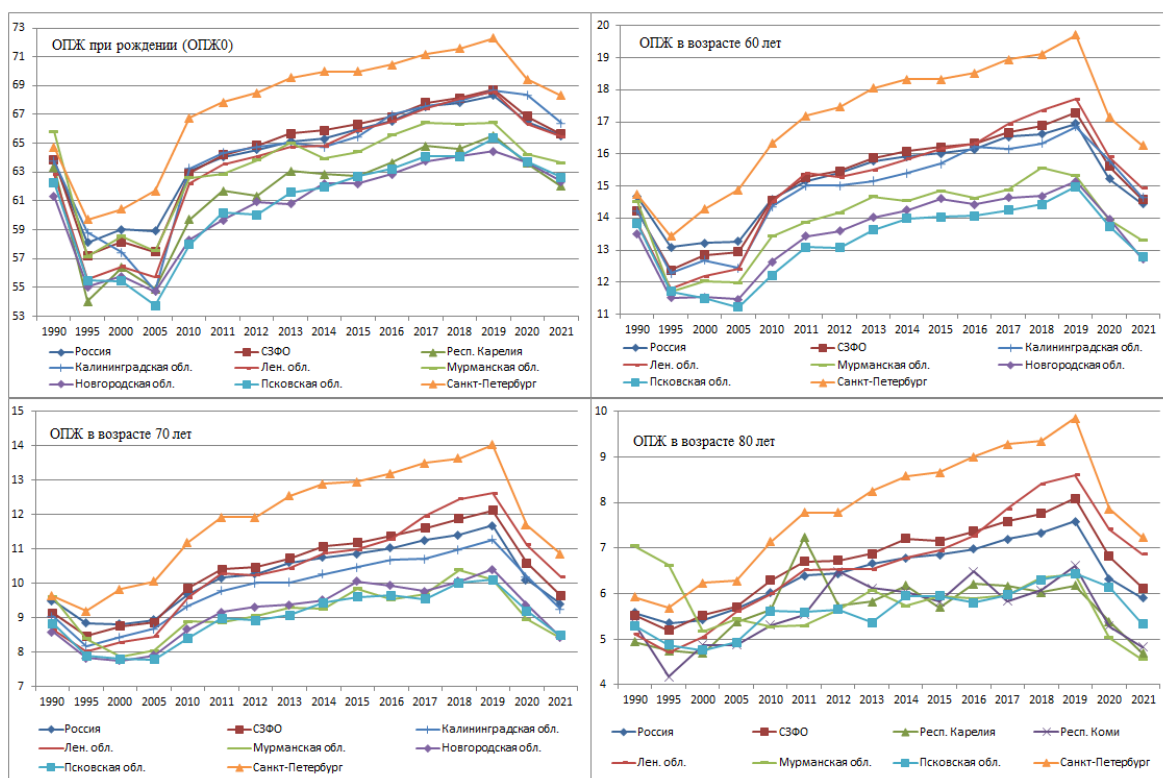 ОПЖ при рождении (ОПЖ0)
73
71
69
67
65
63
61
59
57
55
53
1990 1995 2000 2005 2010 2011 2012 2013 2014 2015 2016 2017 2018 2019 2020 2021
Россия СЗФО Респ. Карелия
Калининградская обл. Лен. обл. Мурманская обл.
Новгородская обл. Псковская обл. Санкт-Петербург
ОПЖ в возрасте 60 лет
20
19
18
17
16
15
14
13
12
11
1990 1995 2000 2005 2010 2011 2012 2013 2014 2015 2016 2017 2018 2019 2020 2021
Россия СЗФО Калининградская обл.
Лен. обл. Мурманская обл. Новгородская обл.
Псковская обл. Санкт-Петербург
ОПЖ в возрасте 70 лет
15
14
13
12
11
10
9
8
7
1990 1995 2000 2005 2010 2011 2012 2013 2014 2015 2016 2017 2018 2019 2020 2021
Россия СЗФО Калининградская обл.
Лен. обл. Мурманская обл. Новгородская обл.
Псковская обл. Санкт-Петербург
ОПЖ в возрасте 80 лет
10
9
8
7
6
5
4
1990 1995 2000 2005 2010 2011 2012 2013 2014 2015 2016 2017 2018 2019 2020 2021
Россия СЗФО Респ. Карелия Респ. Коми
Лен. обл. Мурманская обл. Псковская обл. Санкт-Петербург